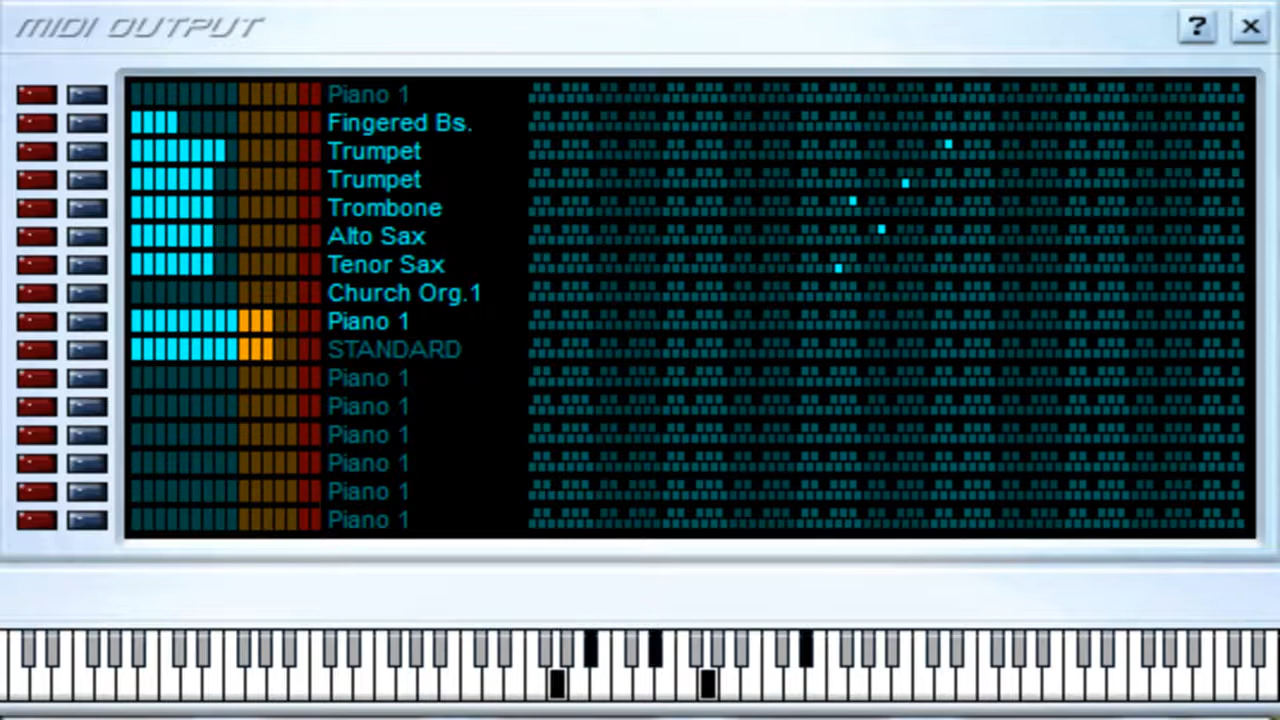 MIDI OUTPUT
?
Piano 1
Fingered Bs.
Trumpet
Trumpet
Trombone
Alto Sax
Tenor Sax
Church Org.1
Piano 1
STANDARD
Piano 1
Piano 1
Piano 1
Piano 1
Piano 1
Piano 1